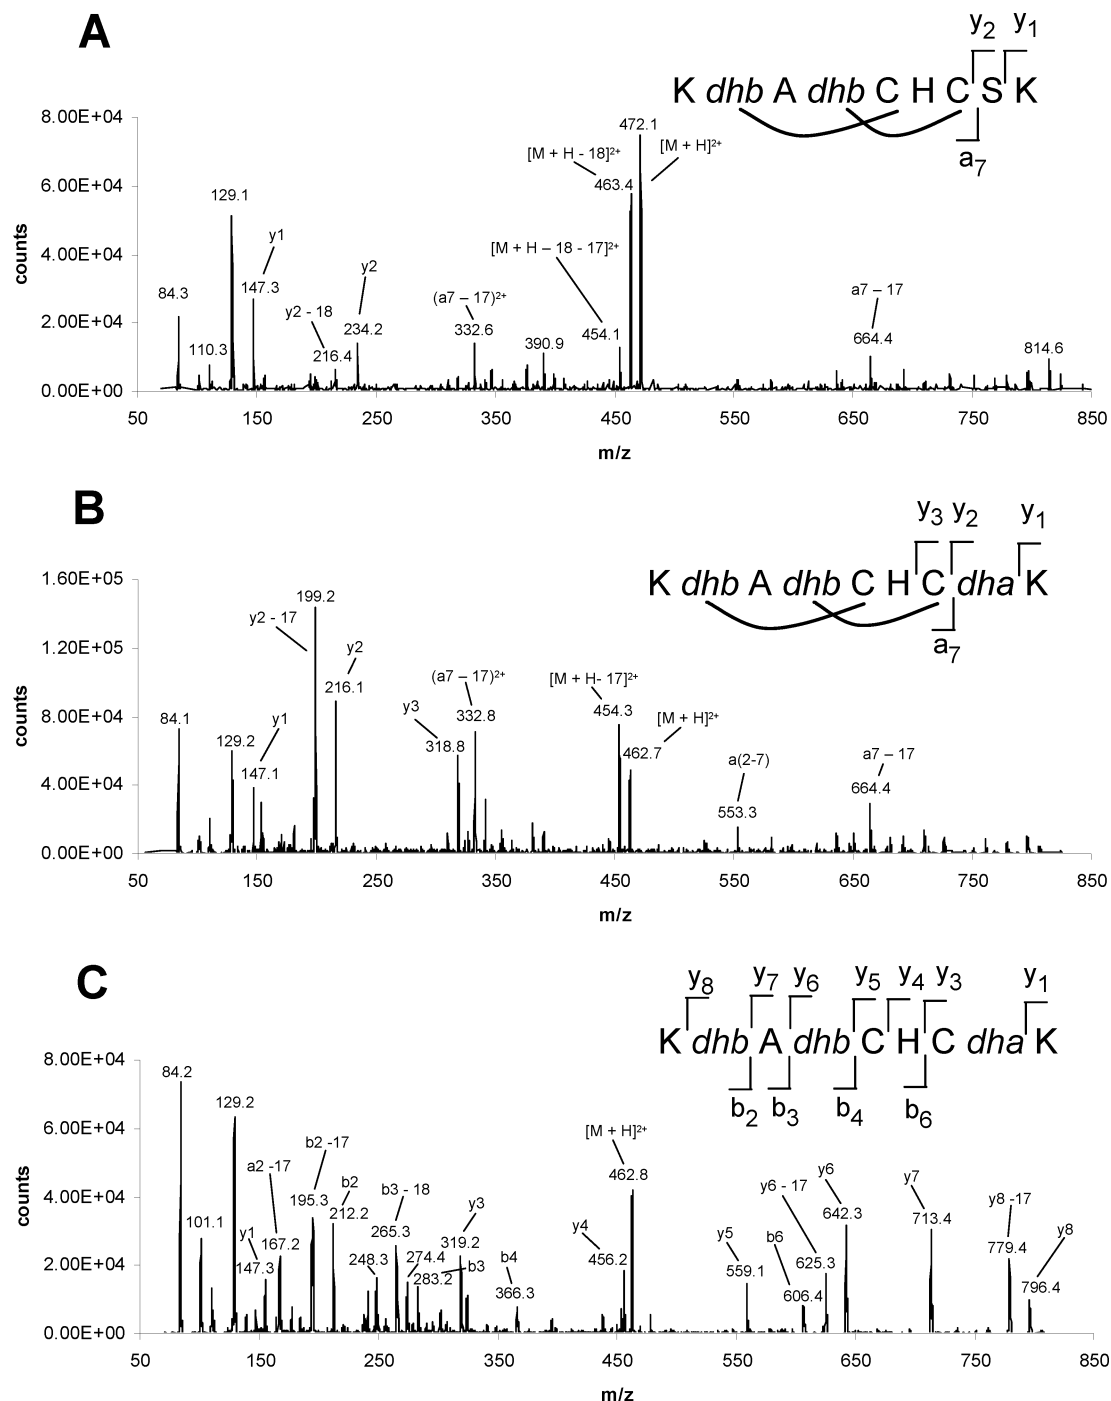 A
y2 y1
K dhb A dhb C H C S K
a7
8.00E+04
6.00E+04
4.00E+04
2.00E+04
0.00E+00
counts
472.1
[M + H - 18]²⁺
[M + H]²⁺
463.4
129.1
[M + H – 18 - 17]²⁺
y1
147.3
84.3
y2
y2 - 18
234.2
(a7 – 17)²⁺
332.6
454.1
a7 – 17
664.4
110.3
216.4
390.9
814.6
50 150 250 350 450 550 650 750 850
m/z
B
y3 y2 y1
K dhb A dhb C H C dha K
a7
1.60E+05
1.20E+05
8.00E+04
4.00E+04
0.00E+00
counts
199.2
y2 - 17
y2
216.1
84.1
129.2
y1
147.1
(a7 – 17)²⁺
332.8
y3
318.8
[M + H- 17]²⁺
454.3
[M + H]²⁺
462.7
a(2-7)
553.3
a7 – 17
664.4
50 150 250 350 450 550 650 750 850
m/z
C
y8 y7 y6 y5 y4 y3 y1
K dhb A dhb C H C dha K
b2 b3 b4 b6
8.00E+04
6.00E+04
4.00E+04
2.00E+04
0.00E+00
counts
84.2
129.2
b2 -17
a2 -17
195.3
b2
212.2
101.1
y1
147.3
167.2
b3 - 18
265.3
248.3
274.4
283.2
b3
y3
319.2
b4
366.3
[M + H]²⁺
462.8
y4
456.2
y5
559.1
b6
606.4
y6 - 17
625.3
y6
642.3
y7
713.4
y8 -17
779.4
y8
796.4
50 150 250 350 450 550 650 750 850
m/z